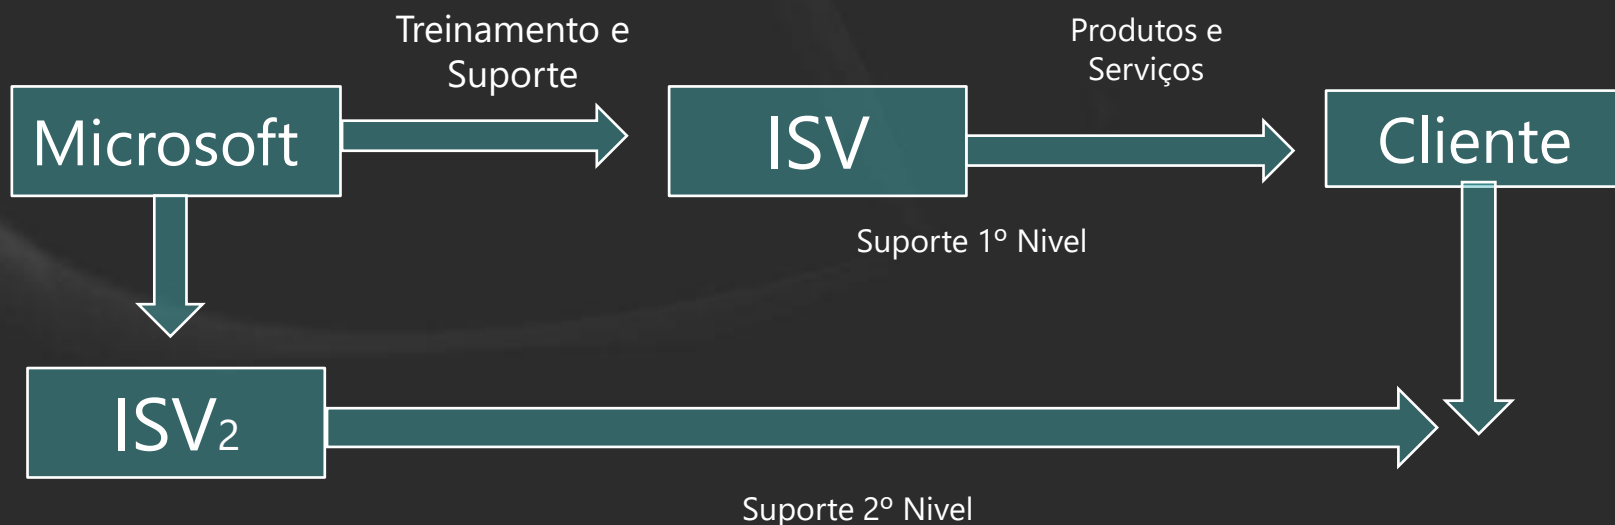 Treinamento e
Suporte
Produtos e
Serviços
Microsoft
ISV
Cliente
Suporte 1º Nivel
ISV2
Suporte 2º Nivel